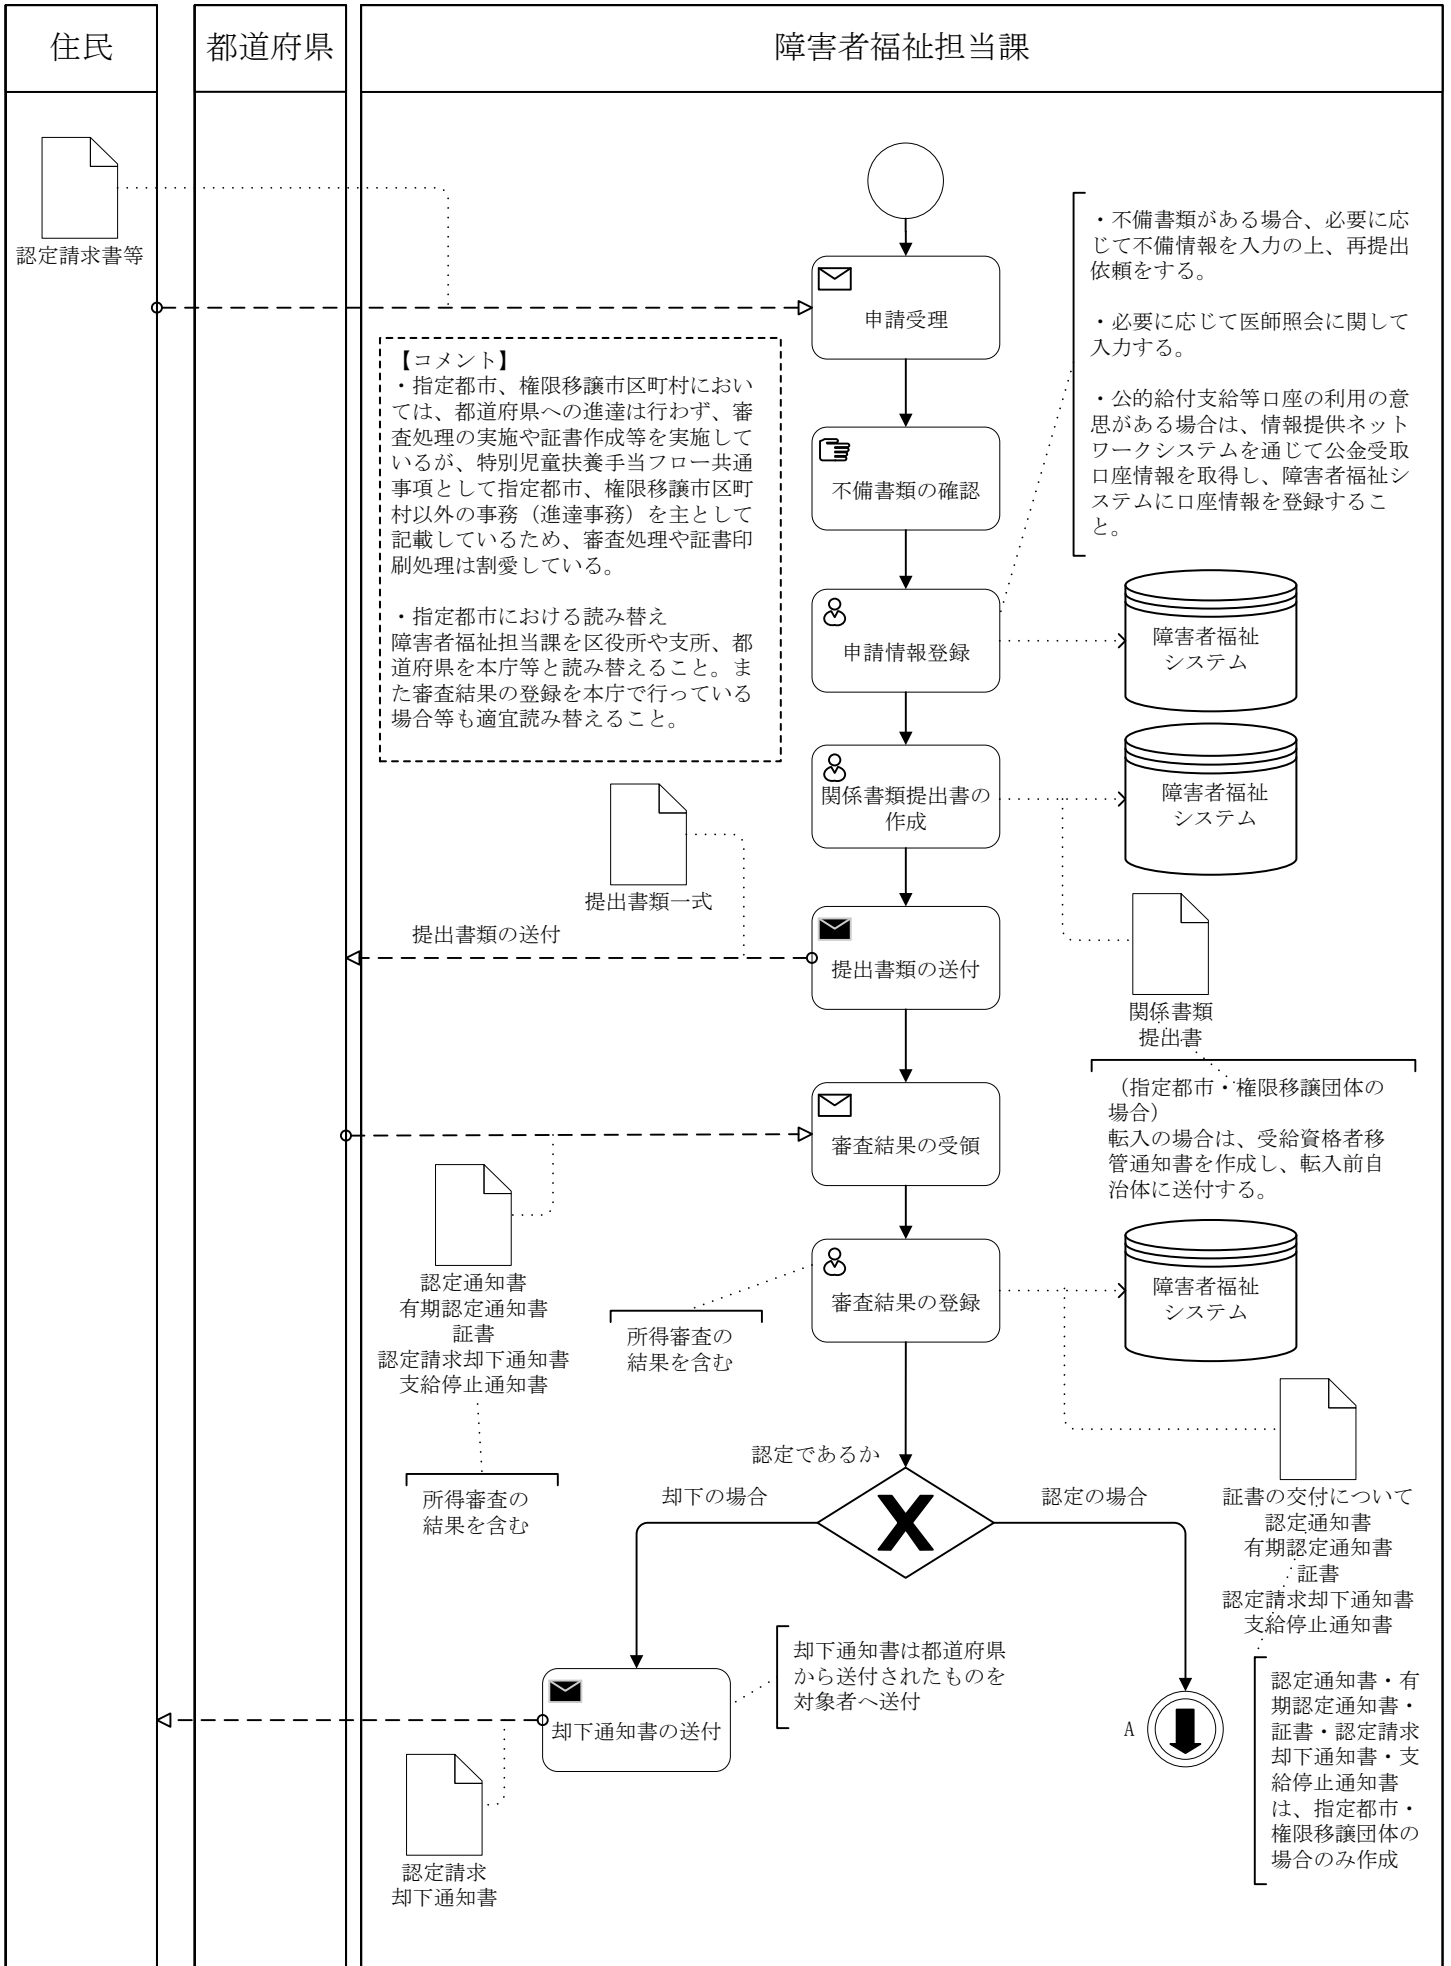 住民
都道府県
障害者福祉担当課
認定請求書等
申請受理
・不備書類がある場合、必要に応
じて不備情報を入力の上、再提出
依頼をする。
・必要に応じて医師照会に関して
入力する。
・公的給付支給等口座の利用の意
思がある場合は、情報提供ネット
ワークシステムを通じて公金受取
口座情報を取得し、障害者福祉シ
ステムに口座情報を登録するこ
と。
【コメント】
・指定都市、権限移譲市区町村におい
ては、都道府県への進達は行わず、審
査処理の実施や証書作成等を実施して
いるが、特別児童扶養手当フロー共通
事項として指定都市、権限移譲市区町
村以外の事務（進達事務）を主として
記載しているため、審査処理や証書印
刷処理は割愛している。
・指定都市における読み替え
障害者福祉担当課を区役所や支所、都
道府県を本庁等と読み替えること。ま
た審査結果の登録を本庁で行っている
場合等も適宜読み替えること。
不備書類の確認
申請情報登録
障害者福祉
システム
関係書類提出書の
作成
障害者福祉
システム
提出書類一式
提出書類の送付
提出書類の送付
関係書類
提出書
（指定都市・権限移譲団体の
場合）
転入の場合は、受給資格者移
管通知書を作成し、転入前自
治体に送付する。
審査結果の受領
認定通知書
有期認定通知書
証書
認定請求却下通知書
支給停止通知書
所得審査の
結果を含む
審査結果の登録
所得審査の
結果を含む
障害者福祉
システム
認定であるか
却下の場合
認定の場合
X
証書の交付について
認定通知書
有期認定通知書
証書
認定請求却下通知書
支給停止通知書
却下通知書は都道府県
から送付されたものを
対象者へ送付
却下通知書の送付
A
認定通知書・有
期認定通知書・
証書・認定請求
却下通知書・支
給停止通知書
は、指定都市・
権限移譲団体の
場合のみ作成
認定請求
却下通知書